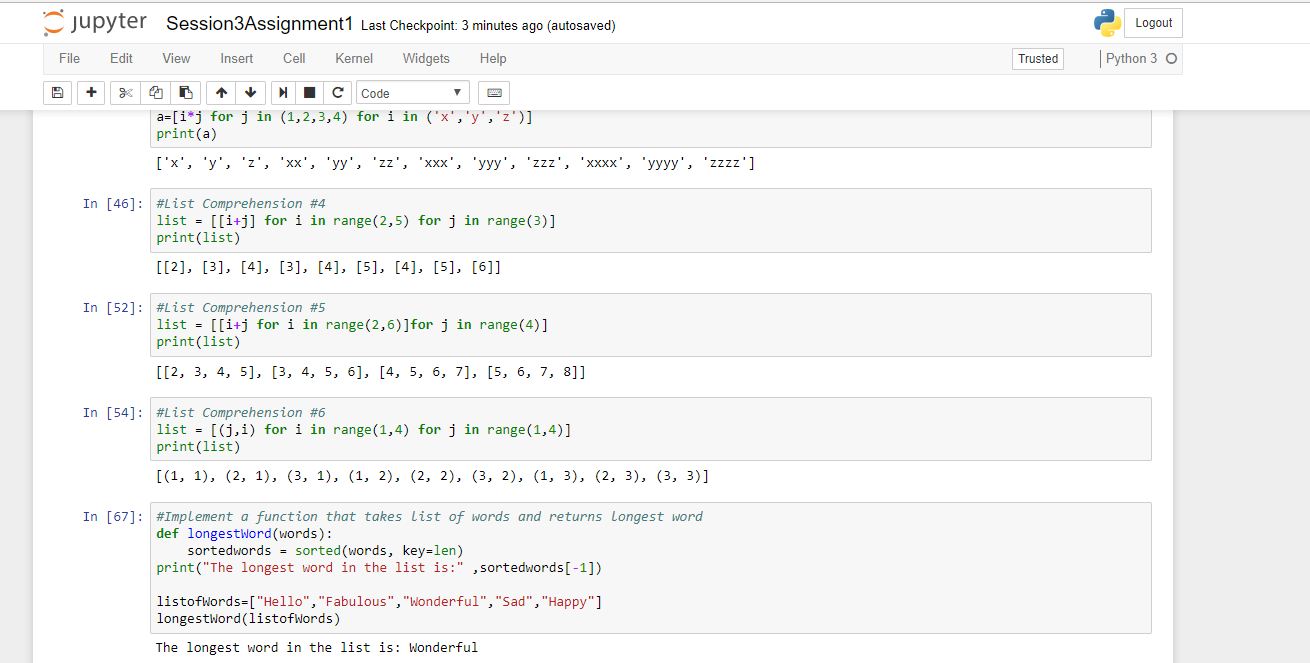 jupyter Session3Assignment1 Last Checkpoint: 3 minutes ago (autosaved) Logout
File Edit View Insert Cell Kernel Widgets Help Trusted Python 3
Code
a=[i*j for j in (1,2,3,4) for i in ('x','y','z')]
print(a)
['x', 'y', 'z', 'xx', 'yy', 'zz', 'xxx', 'yyy', 'zzz', 'xxxx', 'yyyy', 'zzzz']
In [46]: #List Comprehension #4
list = [[i+j] for i in range(2,5) for j in range(3)]
print(list)
[[2], [3], [4], [3], [4], [5], [4], [5], [6]]
In [52]: #List Comprehension #5
list = [[i+j for i in range(2,6)]for j in range(4)]
print(list)
[[2, 3, 4, 5], [3, 4, 5, 6], [4, 5, 6, 7], [5, 6, 7, 8]]
In [54]: #List Comprehension #6
list = [(j,i) for i in range(1,4) for j in range(1,4)]
print(list)
[(1, 1), (2, 1), (3, 1), (1, 2), (2, 2), (3, 2), (1, 3), (2, 3), (3, 3)]
In [67]: #Implement a function that takes list of words and returns longest word
def longestWord(words):
    sortedwords = sorted(words, key=len)
print("The longest word in the list is:" ,sortedwords[-1])
listofWords=["Hello","Fabulous","Wonderful","Sad","Happy"]
longestWord(listofWords)
The longest word in the list is: Wonderful